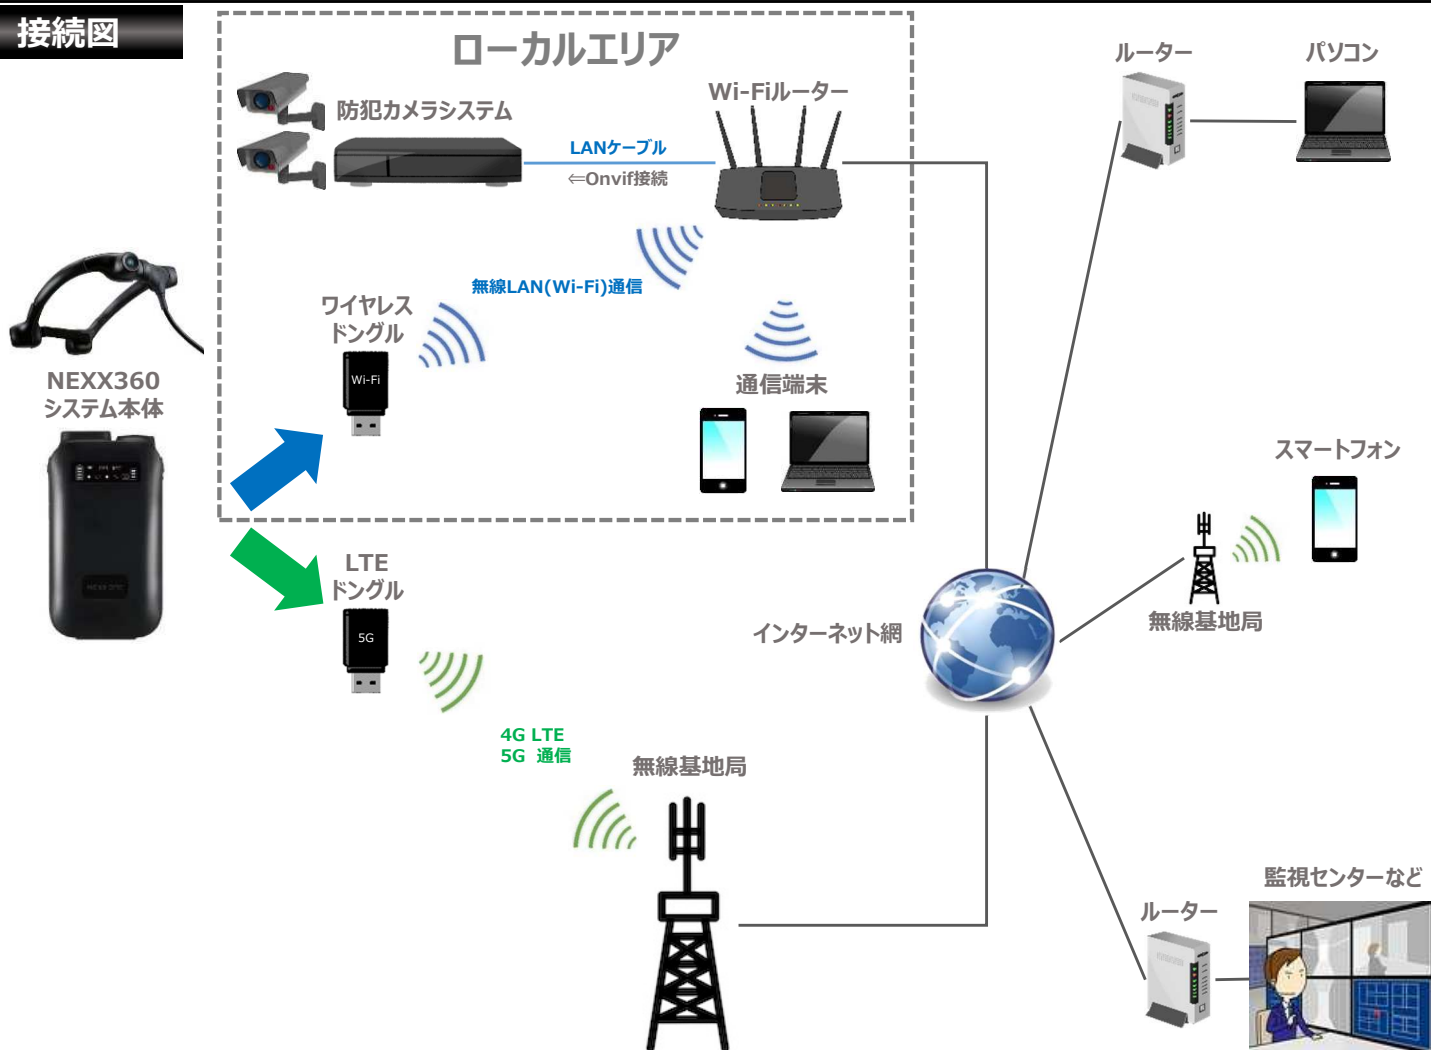 接続図
ローカルエリア
防犯カメラシステム
Wi-Fiルーター
LANケーブル
⇐Onvif接続
無線LAN(Wi-Fi)通信
ワイヤレス
ドングル
Wi-Fi
通信端末
NEXX360
システム本体
LTE
ドングル
5G
4G LTE
5G 通信
無線基地局
インターネット網
ルーター
パソコン
スマートフォン
無線基地局
監視センターなど
ルーター